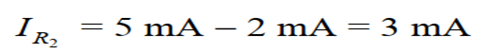 I_{R_2} = 5 mA − 2 mA = 3 mA